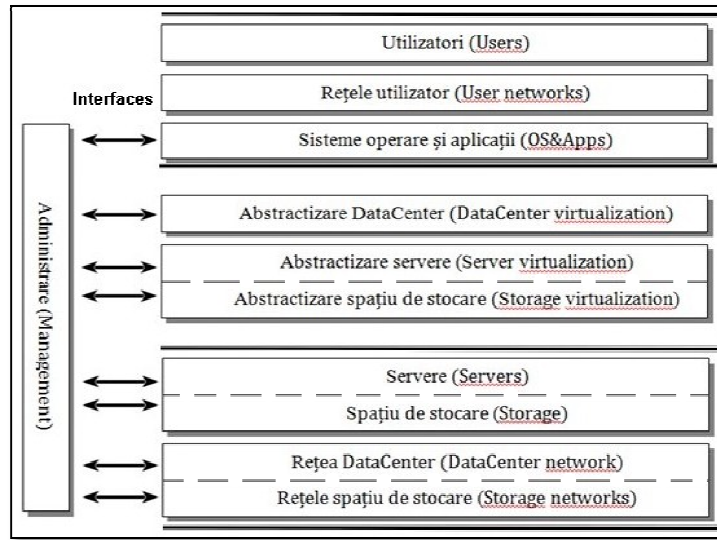 Utilizatori (Users)
Interfaces
Rețele utilizator (User networks)
Sisteme operare și aplicații (OS&Apps)
Administrare (Management)
Abstractizare DataCenter (DataCenter virtualization)
Abstractizare servere (Server virtualization)
Abstractizare spațiu de stocare (Storage virtualization)
Servere (Servers)
Spațiu de stocare (Storage)
Rețea DataCenter (DataCenter network)
Rețele spațiu de stocare (Storage networks)